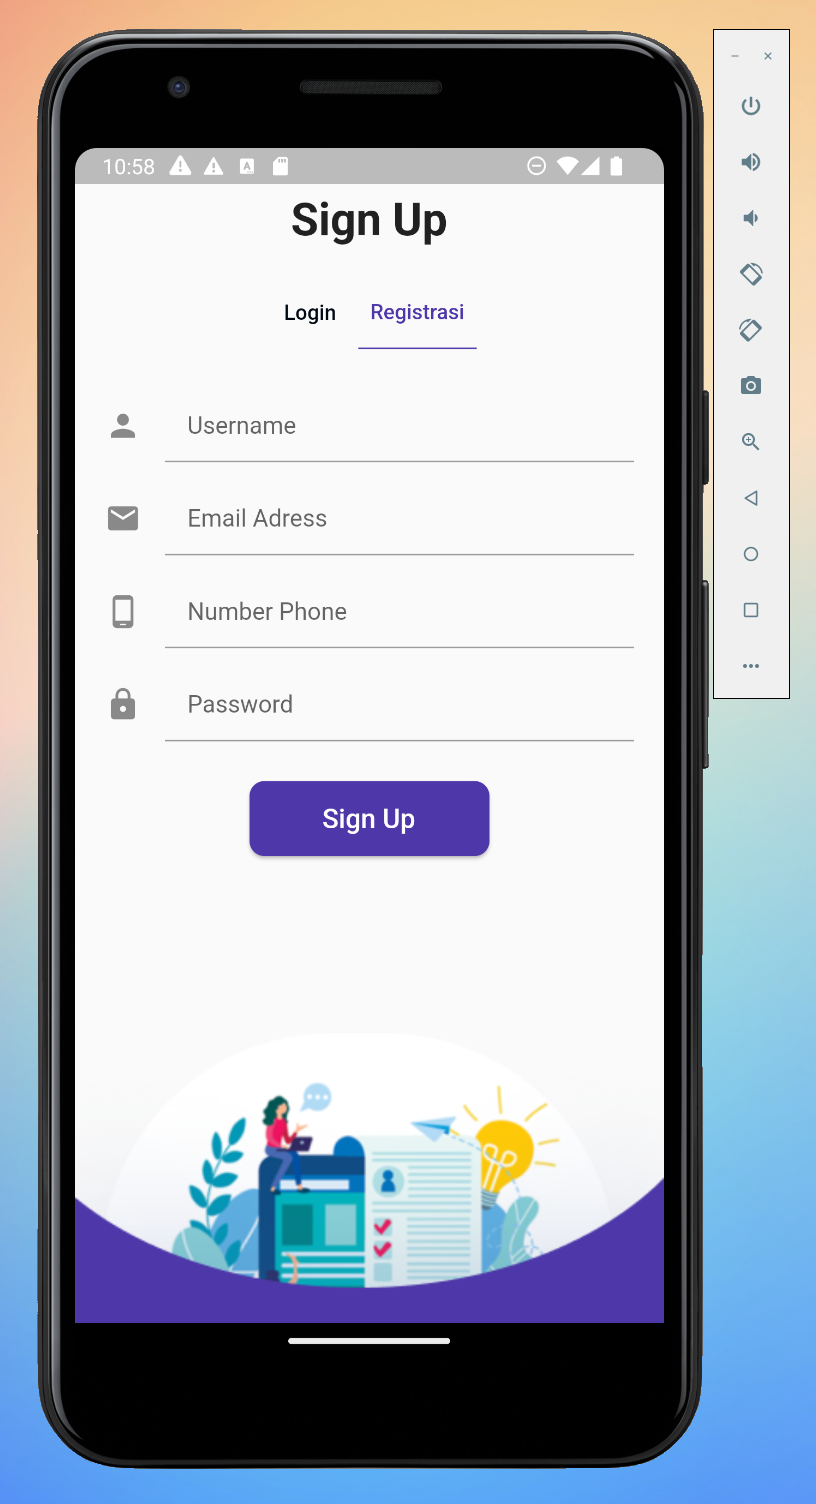 10:58
Sign Up
Login Registrasi
Username
Email Adress
Number Phone
Password
Sign Up